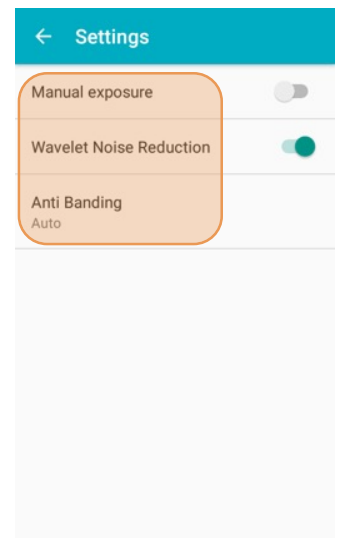 Settings
Manual exposure
Wavelet Noise Reduction
Anti Banding
Auto